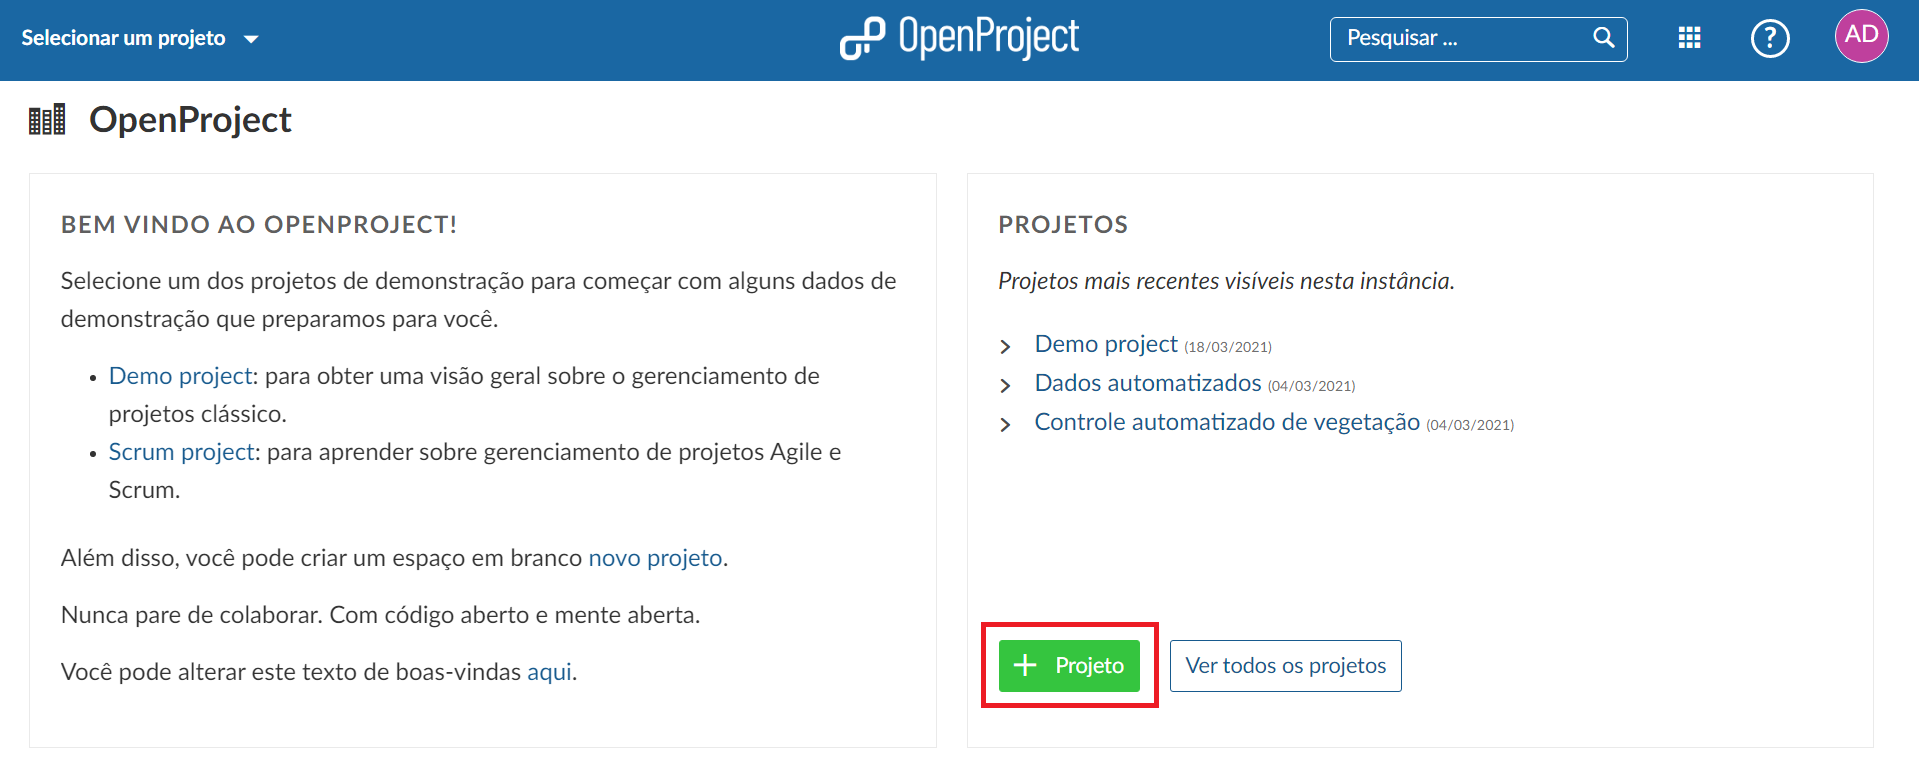 Selecionar um projeto
OpenProject
Pesquisar ...
?
AD
OpenProject
BEM VINDO AO OPENPROJECT!
Selecione um dos projetos de demonstração para começar com alguns dados de
demonstração que preparamos para você.
• Demo project: para obter uma visão geral sobre o gerenciamento de
projetos clássico.
• Scrum project: para aprender sobre gerenciamento de projetos Agile e
Scrum.
Além disso, você pode criar um espaço em branco novo projeto.
Nunca pare de colaborar. Com código aberto e mente aberta.
Você pode alterar este texto de boas-vindas aqui.
PROJETOS
Projetos mais recentes visíveis nesta instância.
Demo project (18/03/2021)
Dados automatizados (04/03/2021)
Controle automatizado de vegetação (04/03/2021)
+ Projeto
Ver todos os projetos